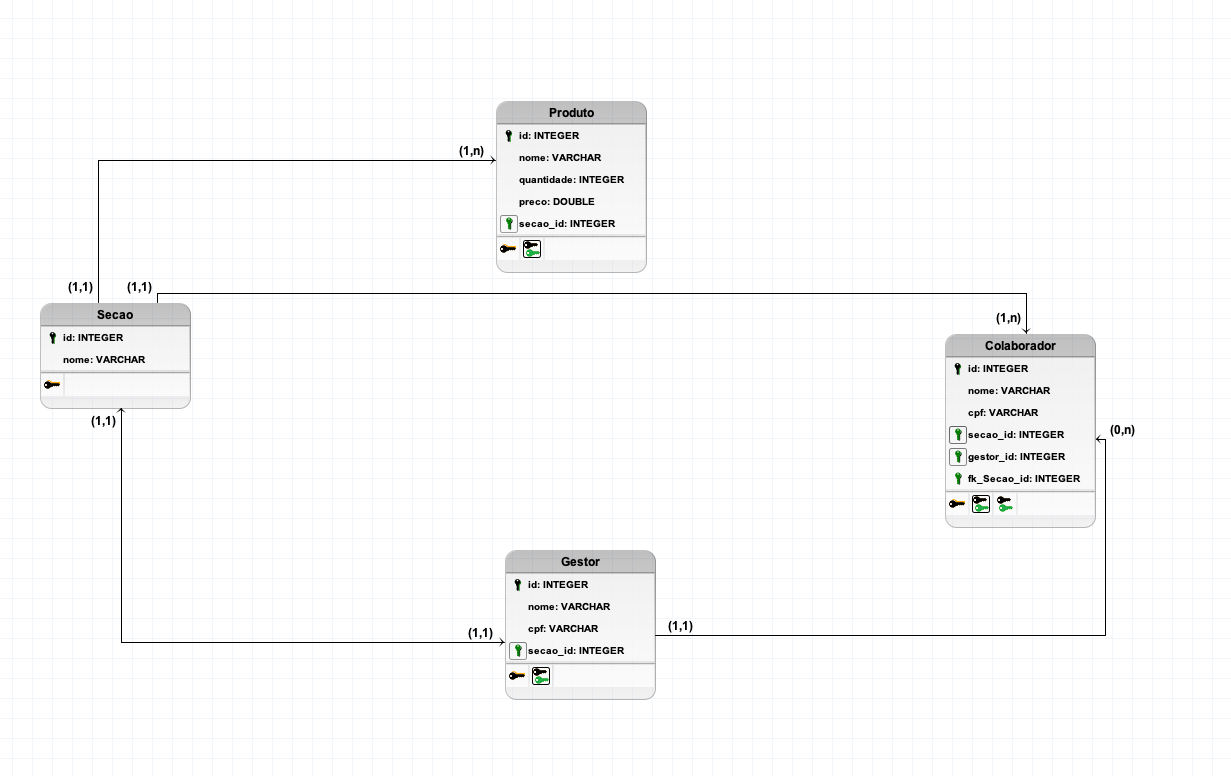 Produto
id: INTEGER
nome: VARCHAR
quantidade: INTEGER
preco: DOUBLE
secao_id: INTEGER
(1,n)
(1,1)
(1,1)
Secao
id: INTEGER
nome: VARCHAR
(1,1)
(1,n)
Colaborador
id: INTEGER
nome: VARCHAR
cpf: VARCHAR
secao_id: INTEGER
gestor_id: INTEGER
fk_Secao_id: INTEGER
(0,n)
Gestor
id: INTEGER
nome: VARCHAR
cpf: VARCHAR
secao_id: INTEGER
(1,1)
(1,1)